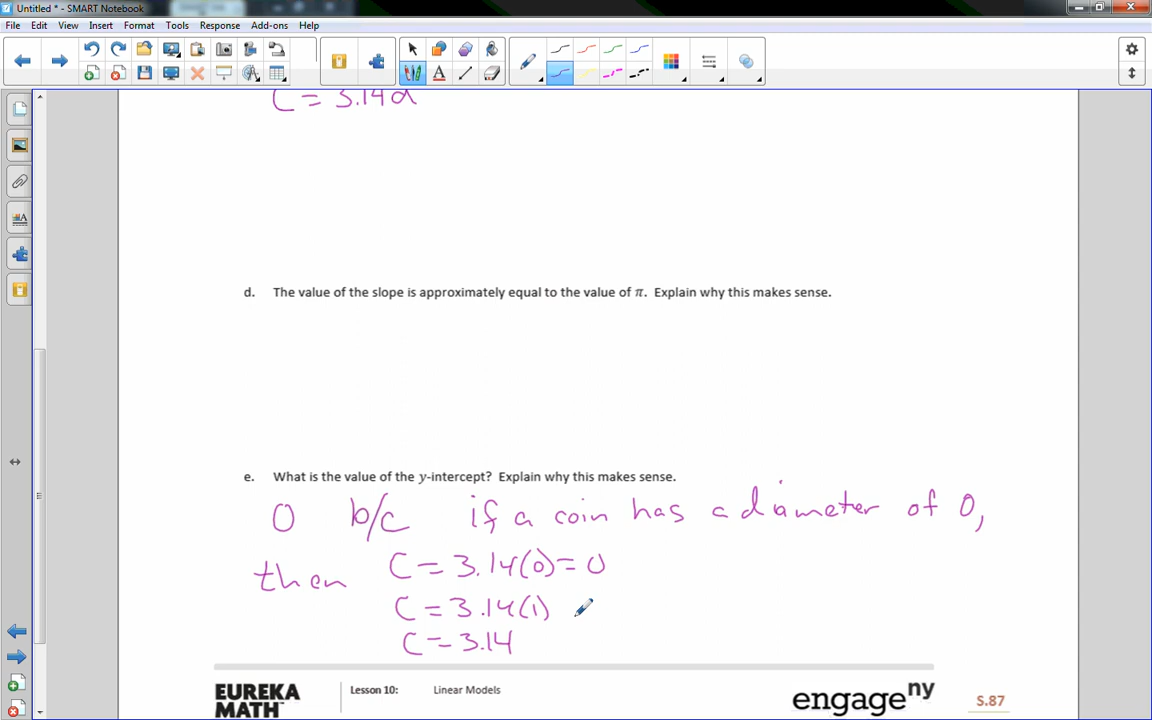 Untitled * - SMART Notebook
File Edit View Insert Format Tools Response Add-ons Help
C = 3.14d
d. The value of the slope is approximately equal to the value of π. Explain why this makes sense.
e. What is the value of the y-intercept? Explain why this makes sense.
0 b/c if a coin has a diameter of 0,
then C = 3.14(0) = 0
C = 3.14(1)
C = 3.14
EUREKA MATH Lesson 10: Linear Models engage ny S.87